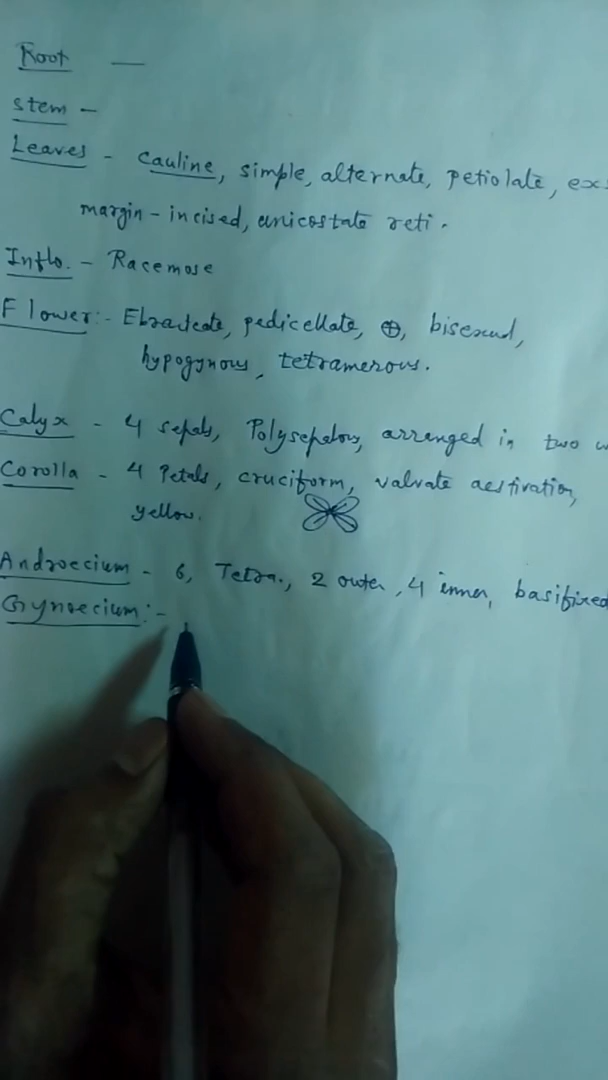 Root —
Stem -
Leaves - Cauline, simple, alternate, petiolate, exs
margin - incised, unicostate reti.
Inflo. - Racemose
Flower:- Ebracteate, pedicellate, ⊕, bisexual,
hypogynous, tetramerous.
Calyx - 4 sepals, Polysepalous, arranged in two w
Corolla - 4 Petals, cruciform, valvate aestivation,
yellow.
Androecium - 6, Tetra., 2 outer, 4 inner, basifixed
Gynoecium:-